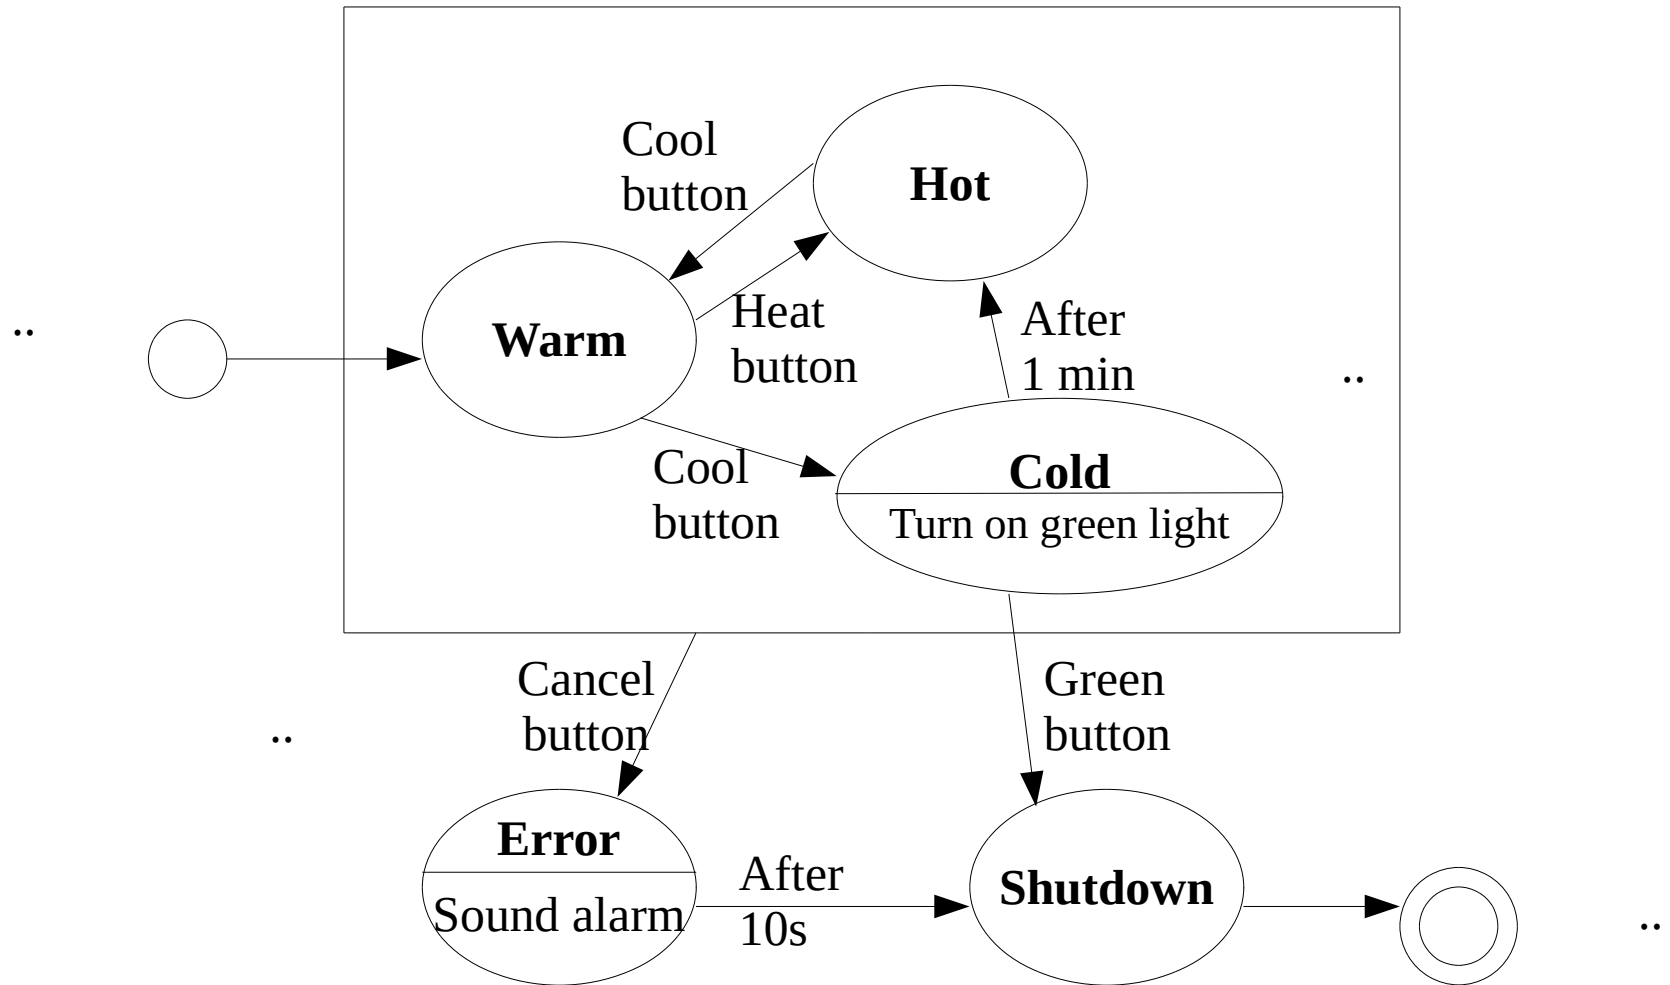 Cool
button
Hot
..
Warm
Heat
button
After
1 min
..
Cool
button
Cold
Turn on green light
Cancel
button
Green
button
..
Error
Sound alarm
After
10s
Shutdown
..